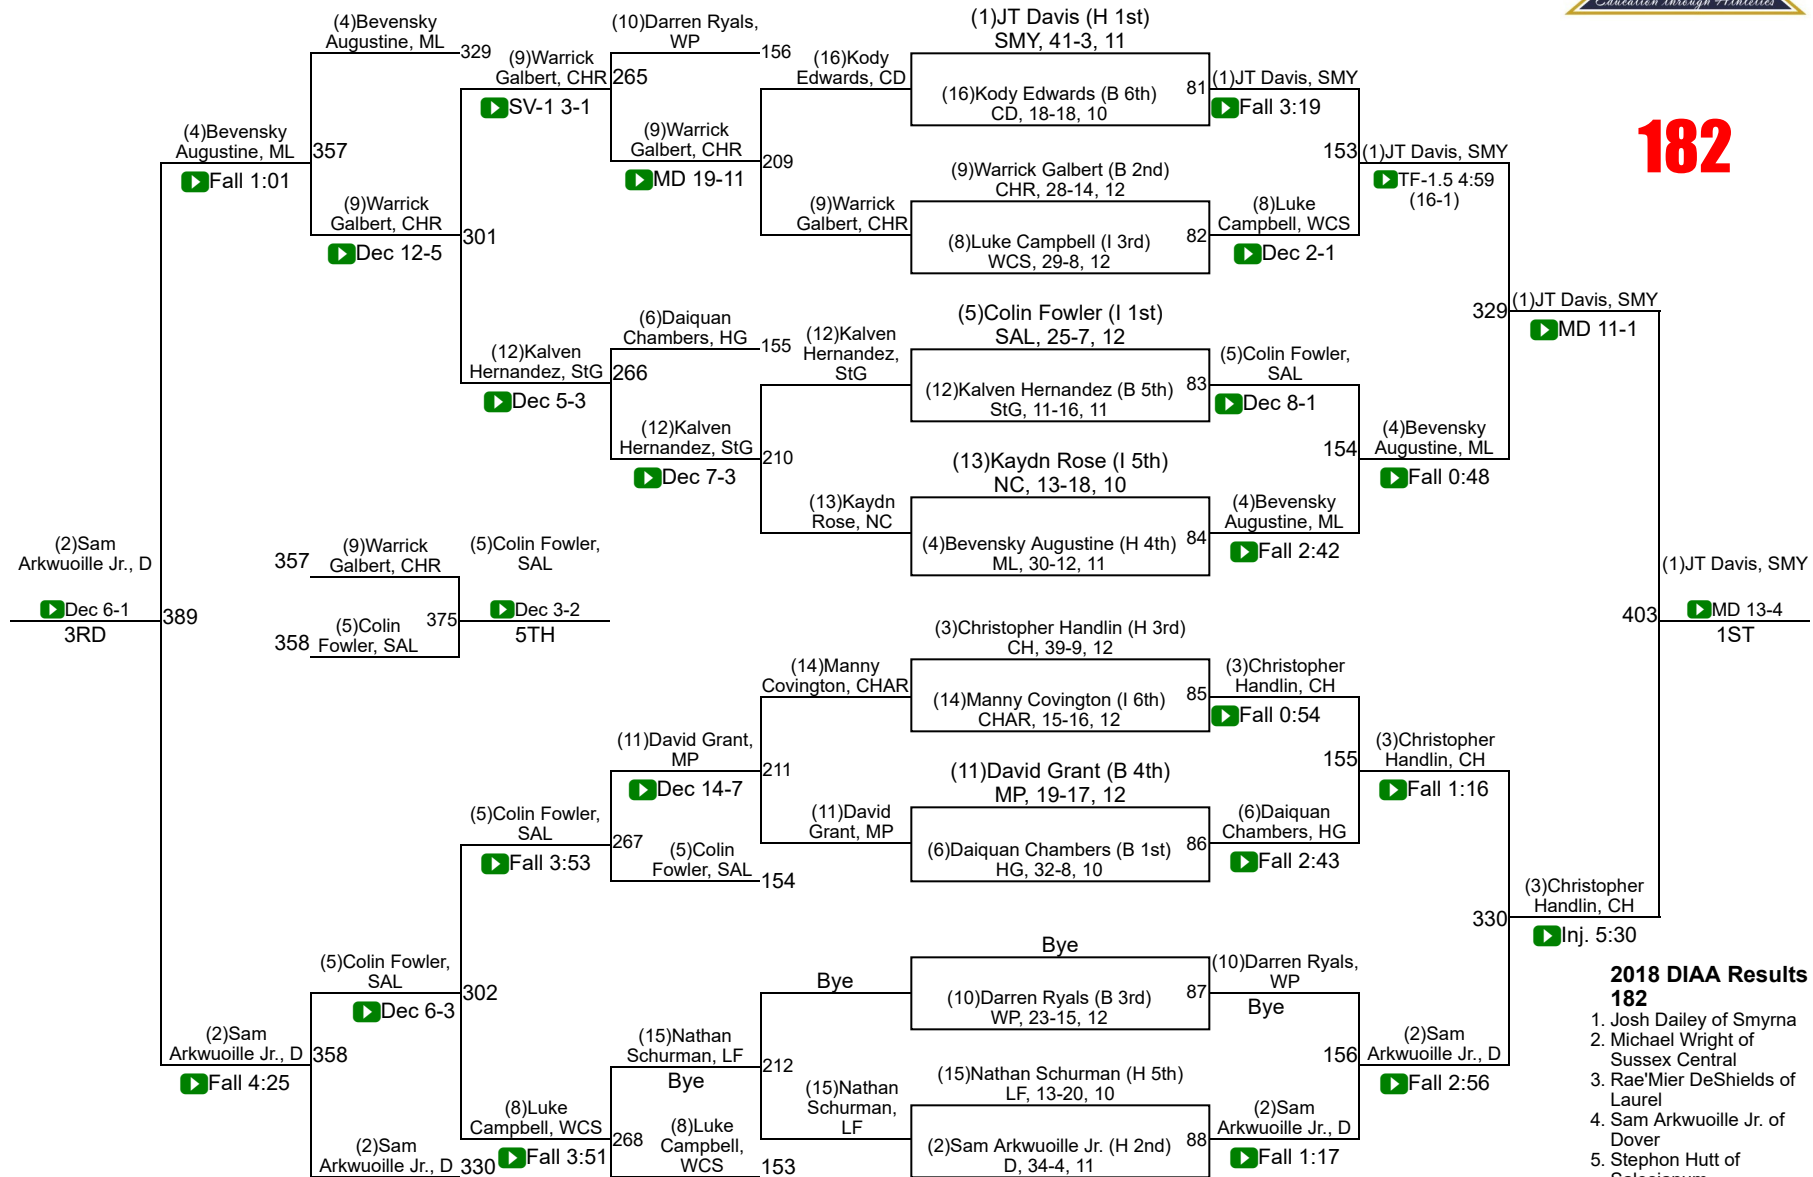 Education through Athletics
182
(4)Bevensky
Augustine, ML
329
(9)Warrick
Galbert, CHR
265
SV-1 3-1
(10)Darren Ryals,
WP
156
(16)Kody
Edwards, CD
(4)Bevensky
Augustine, ML
357
Fall 1:01
(9)Warrick
Galbert, CHR
209
MD 19-11
(9)Warrick
Galbert, CHR
301
Dec 12-5
(9)Warrick
Galbert, CHR
(12)Kalven
Hernandez, StG
266
Dec 5-3
(6)Daiquan
Chambers, HG
155
(12)Kalven
Hernandez,
StG
(12)Kalven
Hernandez, StG
210
Dec 7-3
(13)Kaydn
Rose, NC
(1)JT Davis (H 1st)
SMY, 41-3, 11
(16)Kody Edwards (B 6th)
CD, 18-18, 10
81
(1)JT Davis, SMY
Fall 3:19
(9)Warrick Galbert (B 2nd)
CHR, 28-14, 12
(8)Luke Campbell (I 3rd)
WCS, 29-8, 12
82
(8)Luke
Campbell, WCS
Dec 2-1
153
(1)JT Davis, SMY
TF-1.5 4:59
(16-1)
(5)Colin Fowler (I 1st)
SAL, 25-7, 12
(12)Kalven Hernandez (B 5th)
StG, 11-16, 11
83
(5)Colin Fowler,
SAL
Dec 8-1
(13)Kaydn Rose (I 5th)
NC, 13-18, 10
(4)Bevensky Augustine (H 4th)
ML, 30-12, 11
84
(4)Bevensky
Augustine, ML
Fall 2:42
154
(4)Bevensky
Augustine, ML
Fall 0:48
329
(1)JT Davis, SMY
MD 11-1
(2)Sam
Arkwuoille Jr., D
Dec 6-1
3RD
389
357
(9)Warrick
Galbert, CHR
358
(5)Colin
Fowler, SAL
375
(5)Colin Fowler,
SAL
Dec 3-2
5TH
(1)JT Davis, SMY
403
MD 13-4
1ST
(14)Manny
Covington, CHAR
(11)David Grant,
MP
211
Dec 14-7
(11)David
Grant, MP
(5)Colin Fowler,
SAL
267
Fall 3:53
(5)Colin
Fowler, SAL
154
(5)Colin Fowler,
SAL
302
Dec 6-3
(2)Sam
Arkwuoille Jr., D
358
Fall 4:25
Bye
(15)Nathan
Schurman, LF
212
Bye
(15)Nathan
Schurman,
LF
(8)Luke
Campbell, WCS
268
Fall 3:51
(8)Luke
Campbell,
WCS
153
(2)Sam
Arkwuoille Jr., D
330
(3)Christopher Handlin (H 3rd)
CH, 39-9, 12
(14)Manny Covington (I 6th)
CHAR, 15-16, 12
85
(3)Christopher
Handlin, CH
Fall 0:54
(11)David Grant (B 4th)
MP, 19-17, 12
(6)Daiquan Chambers (B 1st)
HG, 32-8, 10
86
(6)Daiquan
Chambers, HG
Fall 2:43
155
(3)Christopher
Handlin, CH
Fall 1:16
Bye
(10)Darren Ryals (B 3rd)
WP, 23-15, 12
87
(10)Darren Ryals,
WP
Bye
(15)Nathan Schurman (H 5th)
LF, 13-20, 10
(2)Sam Arkwuoille Jr. (H 2nd)
D, 34-4, 11
88
(2)Sam
Arkwuoille Jr., D
Fall 1:17
156
(2)Sam
Arkwuoille Jr., D
Fall 2:56
330
(3)Christopher
Handlin, CH
Inj. 5:30
2018 DIAA Results
182
1. Josh Dailey of Smyrna
2. Michael Wright of
Sussex Central
3. Rae'Mier DeShields of
Laurel
4. Sam Arkwuoille Jr. of
Dover
5. Stephon Hutt of
Salesianum